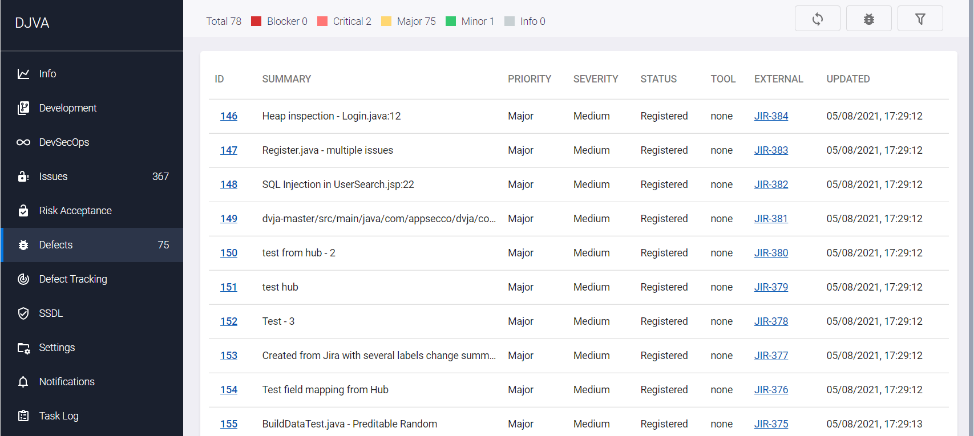 DJVA
Total 78 Blocker 0 Critical 2 Major 75 Minor 1 Info 0
Info
Development
DevSecOps
Issues 367
Risk Acceptance
Defects 75
Defect Tracking
SSDL
Settings
Notifications
Task Log
ID SUMMARY PRIORITY SEVERITY STATUS TOOL EXTERNAL UPDATED
146 Heap inspection - Login.java:12 Major Medium Registered none JIR-384 05/08/2021, 17:29:12
147 Register.java - multiple issues Major Medium Registered none JIR-383 05/08/2021, 17:29:12
148 SQL Injection in UserSearch.jsp:22 Major Medium Registered none JIR-382 05/08/2021, 17:29:12
149 dvja-master/src/main/java/com/appsecco/dvja/co... Major Medium Registered none JIR-381 05/08/2021, 17:29:12
150 test from hub - 2 Major Medium Registered none JIR-380 05/08/2021, 17:29:12
151 test hub Major Medium Registered none JIR-379 05/08/2021, 17:29:12
152 Test - 3 Major Medium Registered none JIR-378 05/08/2021, 17:29:12
153 Created from Jira with several labels change summ... Major Medium Registered none JIR-377 05/08/2021, 17:29:12
154 Test field mapping from Hub Major Medium Registered none JIR-376 05/08/2021, 17:29:12
155 BuildDataTest.java - Preditable Random Major Medium Registered none JIR-375 05/08/2021, 17:29:13